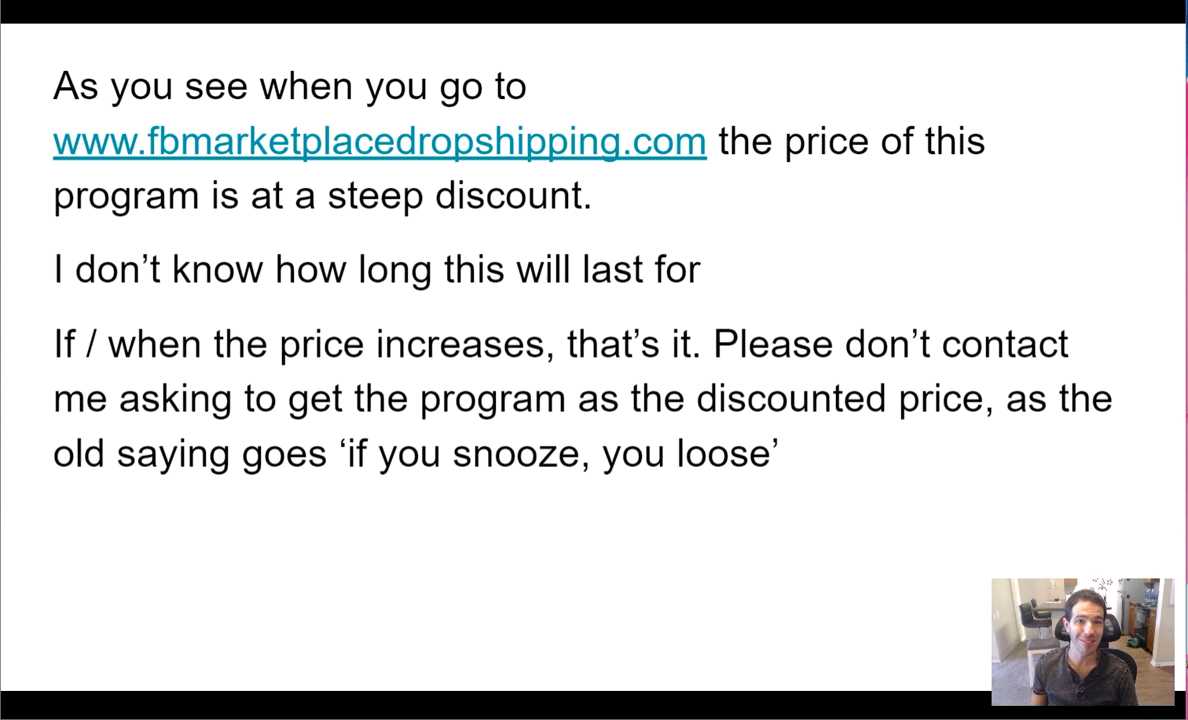 As you see when you go to
www.fbmarketplacedropshipping.com the price of this
program is at a steep discount.
I don’t know how long this will last for
If / when the price increases, that’s it. Please don’t contact
me asking to get the program as the discounted price, as the
old saying goes ‘if you snooze, you loose’